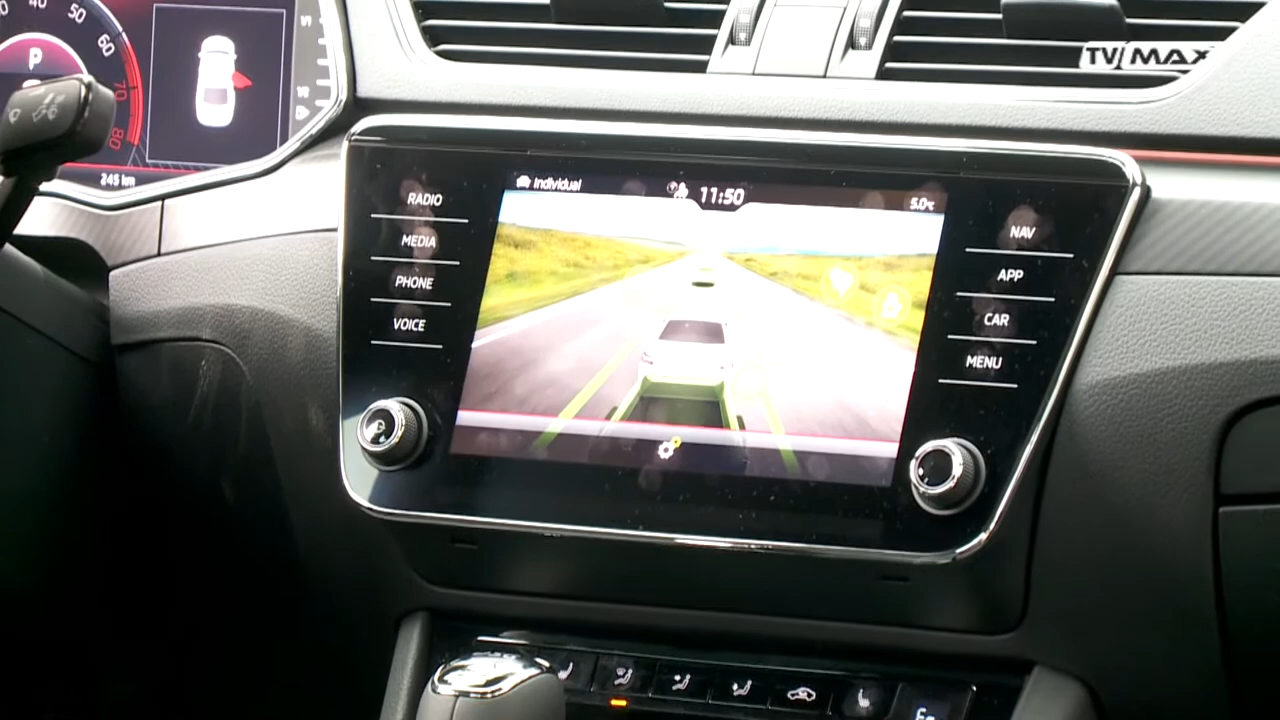 40
50
60
70
80
P
245 km
TV MAX
RADIO
MEDIA
PHONE
VOICE
Individual
11:50
5.0°C
NAV
APP
CAR
MENU